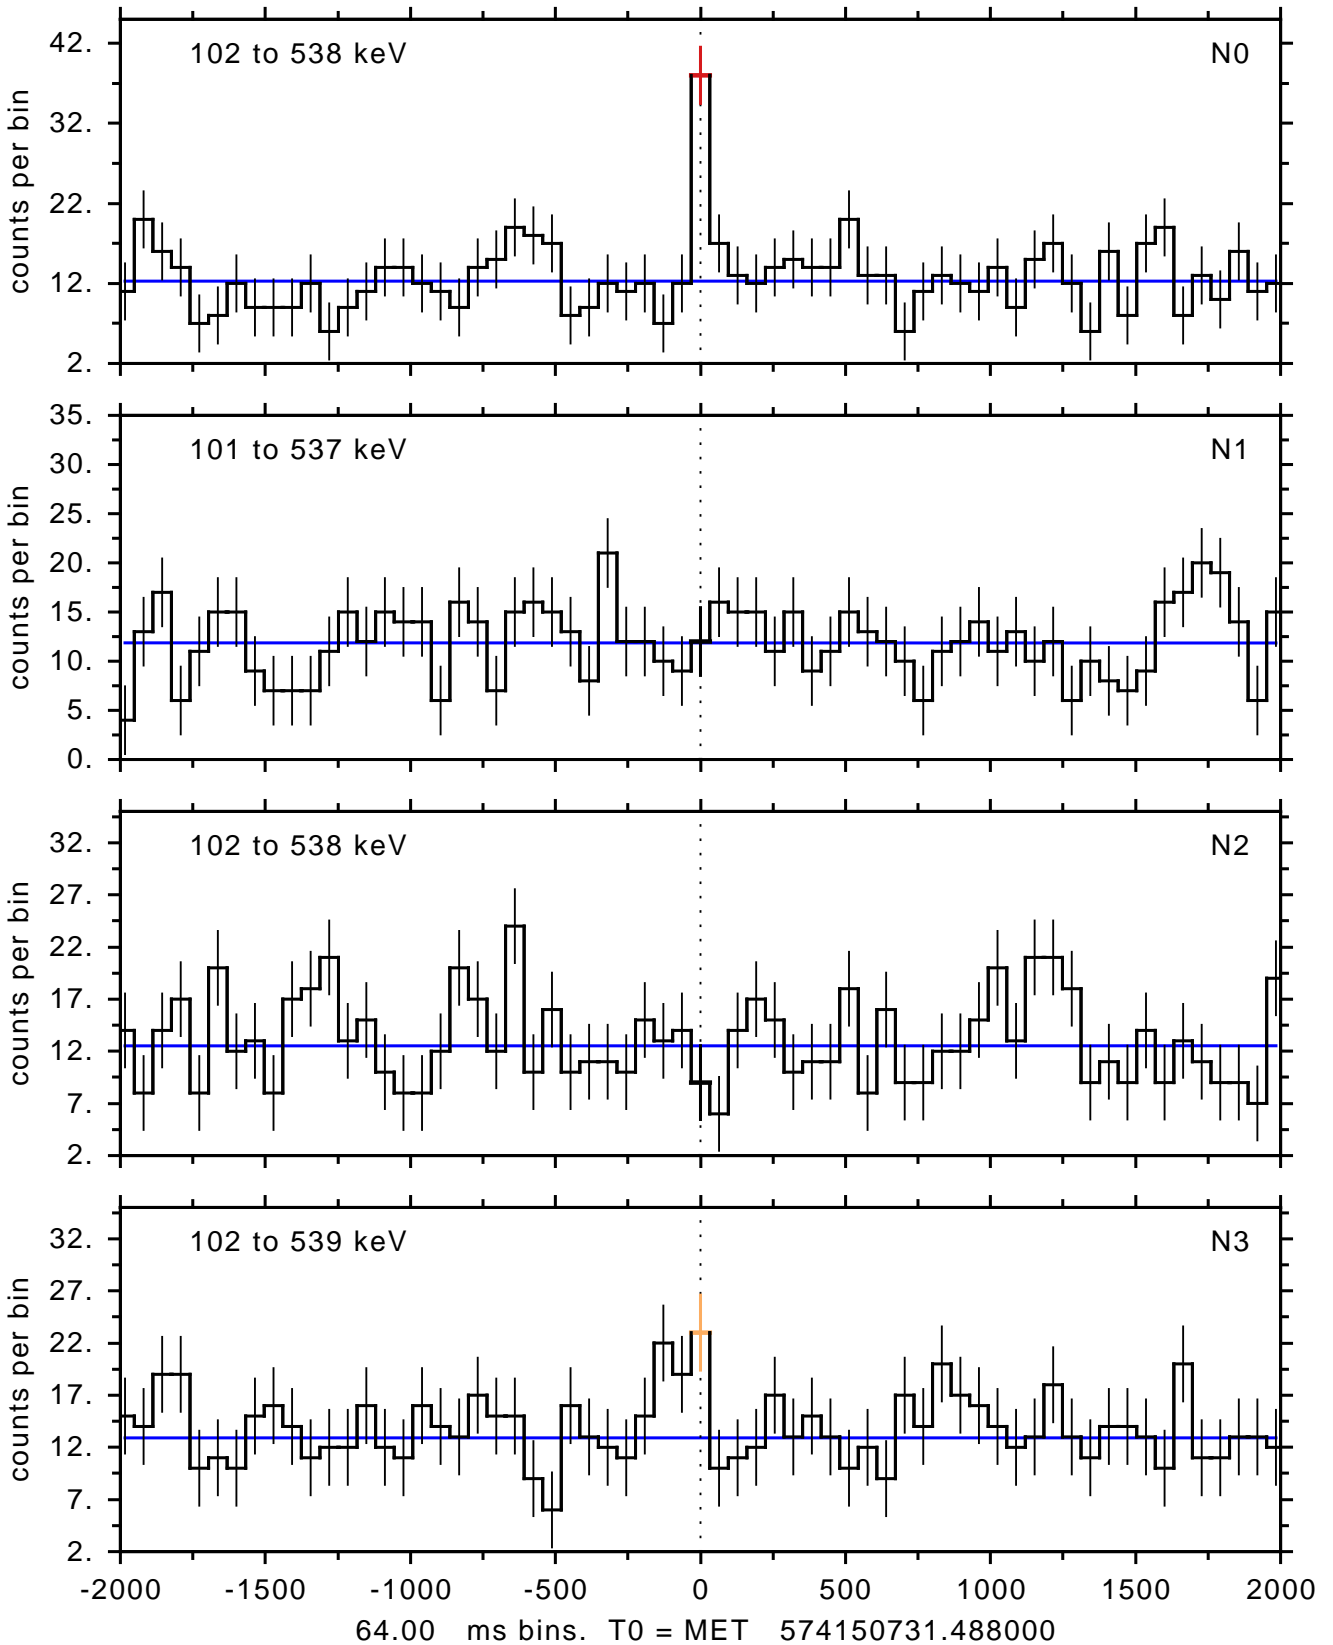 42.
32.
22.
12.
2.
counts per bin
102 to 538 keV
N0
35.
30.
25.
20.
15.
10.
5.
0.
counts per bin
101 to 537 keV
N1
32.
27.
22.
17.
12.
7.
2.
counts per bin
102 to 538 keV
N2
32.
27.
22.
17.
12.
7.
2.
counts per bin
102 to 539 keV
N3
-2000 -1500 -1000 -500 0 500 1000 1500 2000
64.00 ms bins. T0 = MET 574150731.488000